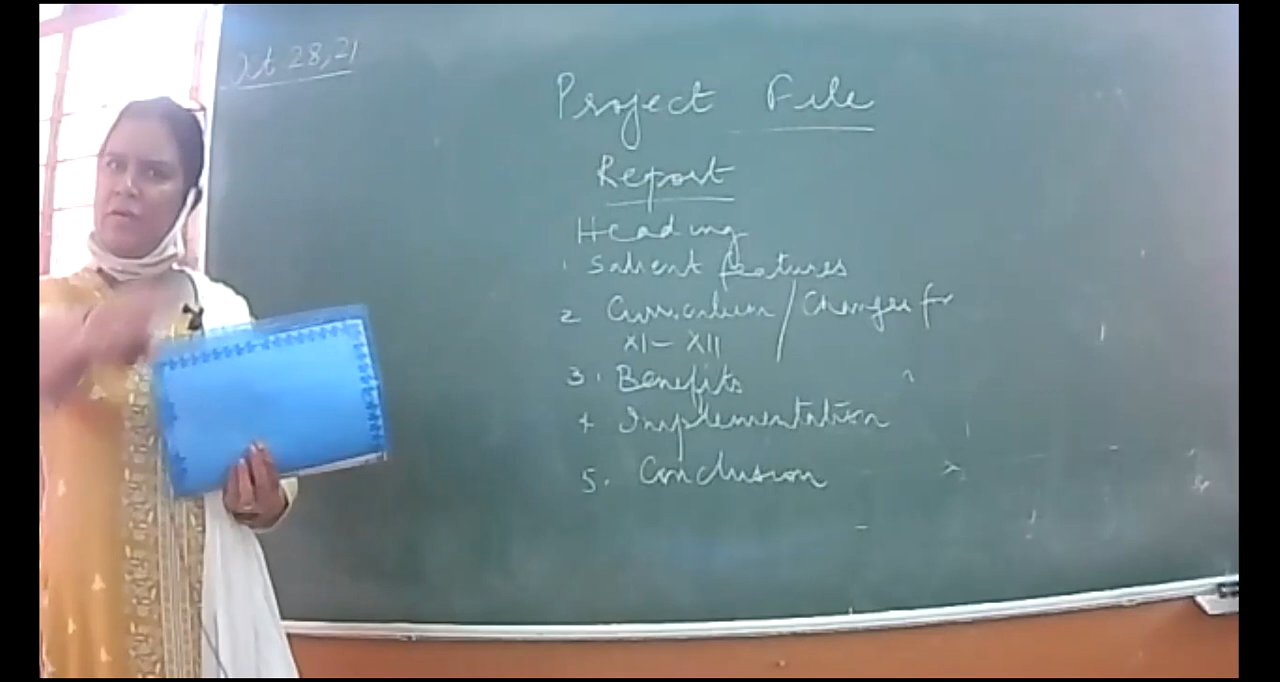 Oct 28, 21
Project File
Report
Heading
1 Salient features
2 Curriculum / Changes for
XI - XII
3. Benefits
4 Implementation
5. Conclusion